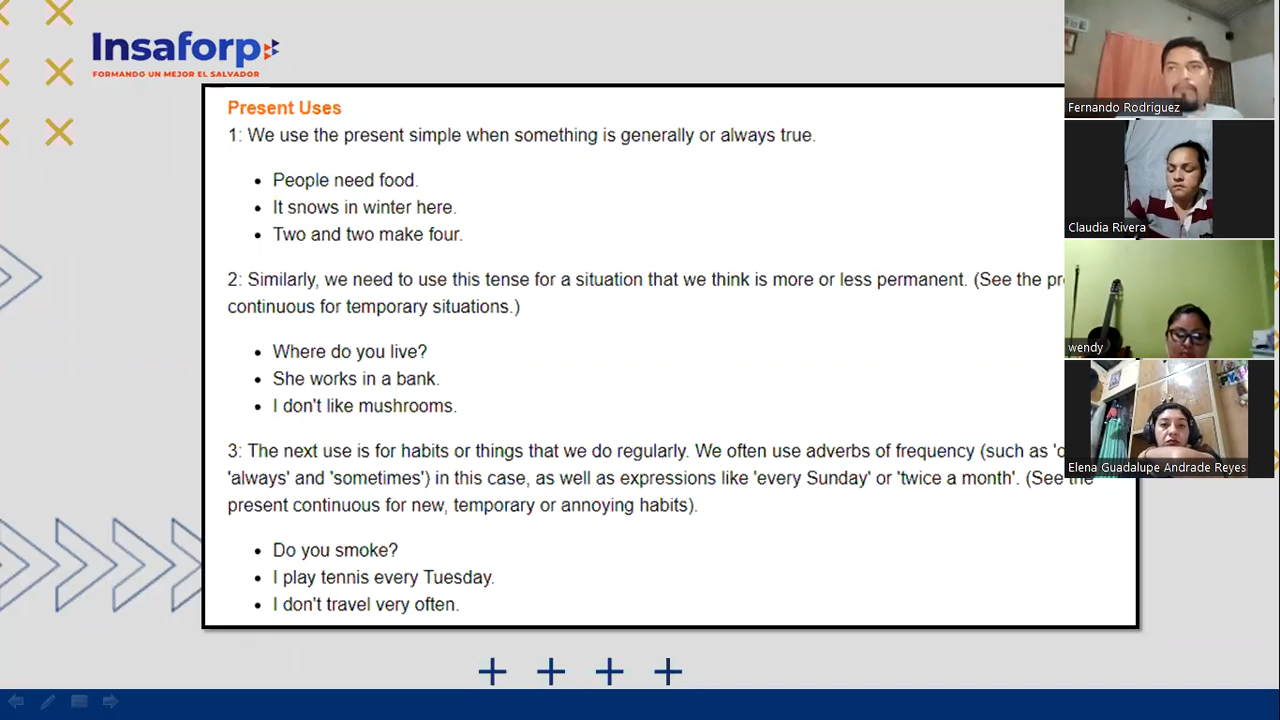 Insaforp
FORMANDO UN MEJOR EL SALVADOR
Present Uses
1: We use the present simple when something is generally or always true.
• People need food.
• It snows in winter here.
• Two and two make four.
2: Similarly, we need to use this tense for a situation that we think is more or less permanent. (See the
continuous for temporary situations.)
• Where do you live?
• She works in a bank.
• I don't like mushrooms.
3: The next use is for habits or things that we do regularly. We often use adverbs of frequency (such as
'always' and 'sometimes') in this case, as well as expressions like 'every Sunday' or 'twice a month'. (See the
present continuous for new, temporary or annoying habits).
• Do you smoke?
• I play tennis every Tuesday.
• I don't travel very often.
Fernando Rodriguez
Claudia Rivera
wendy
Elena Guadalupe Andrade Reyes